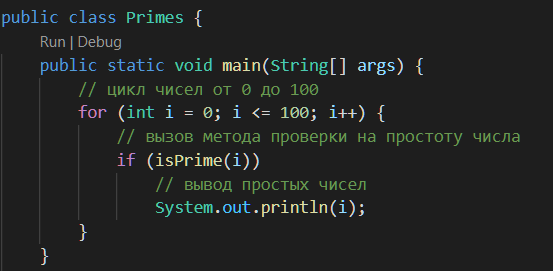 public class Primes {
Run | Debug
public static void main(String[] args) {
// цикл чисел от 0 до 100
for (int i = 0; i <= 100; i++) {
// вызов метода проверки на простоту числа
if (isPrime(i))
// вывод простых чисел
System.out.println(i);
}
}